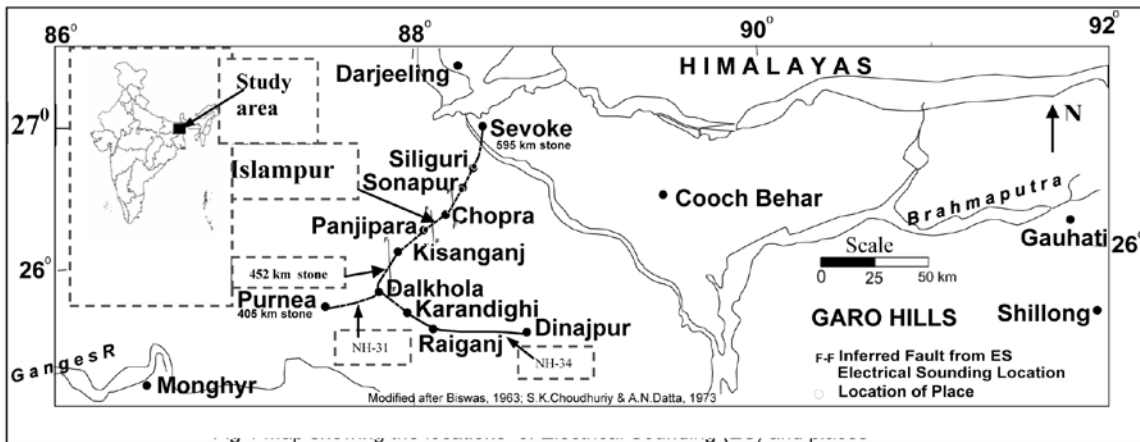 86°
88°
90
92°
Darjeeling
HIMALAYAS
Study
area
N
27°
Sevoke
595 km stone
Siliguri
Islampur
Sonapur
Cooch Behar
Brahmaputra
Chopra
Panjipara
Gauhati
26°
Scale
Kisanganj
26°
452 km stone
0 25 50 km
Dalkhola
Purnea
405 km stone
Karandighi
GARO HILLS
Shillong
Dinajpur
Raiganj
NH-31
NH-34
Ganges R
F-F Inferred Fault from ES
Electrical Sounding Location
Location of Place
Monghyr
Modified after Biswas, 1963; S.K.Choudhuriy & A.N.Datta, 1973